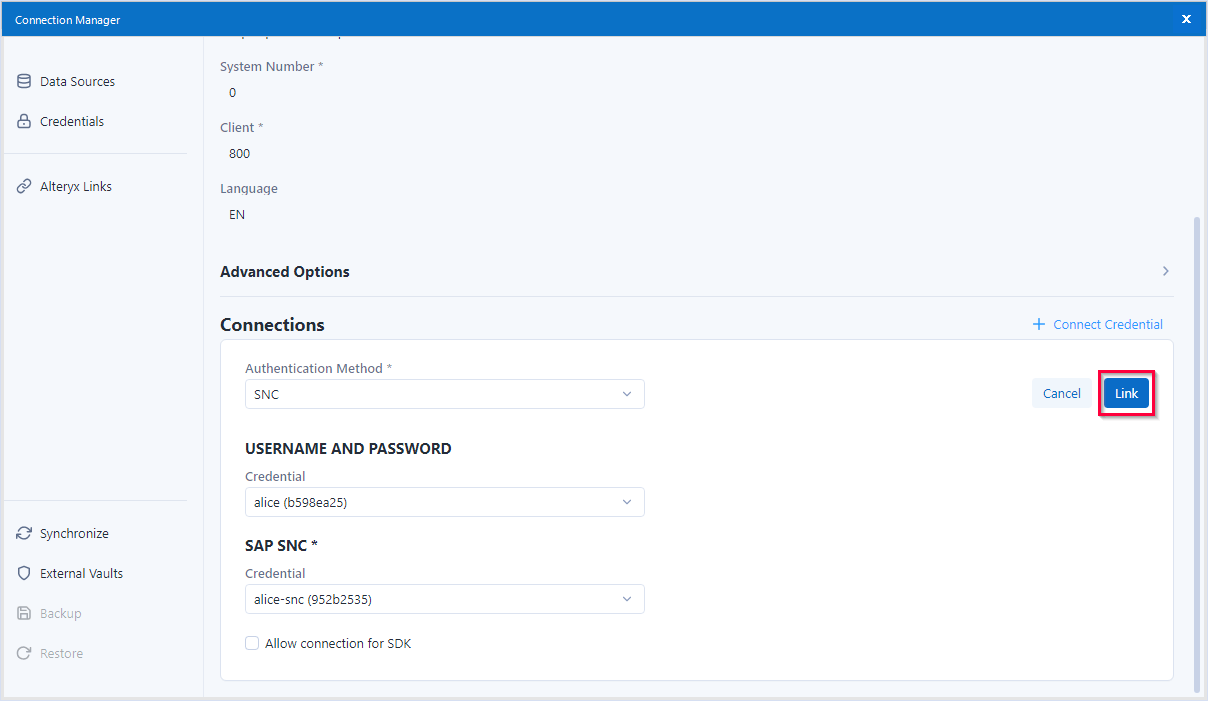 Connection Manager
x
Data Sources
Credentials
Alteryx Links
Synchronize
External Vaults
Backup
Restore
System Number *
0
Client *
800
Language
EN
Advanced Options
Connections
+ Connect Credential
Authentication Method *
SNC
Cancel
Link
USERNAME AND PASSWORD
Credential
alice (b598ea25)
SAP SNC *
Credential
alice-snc (952b2535)
Allow connection for SDK